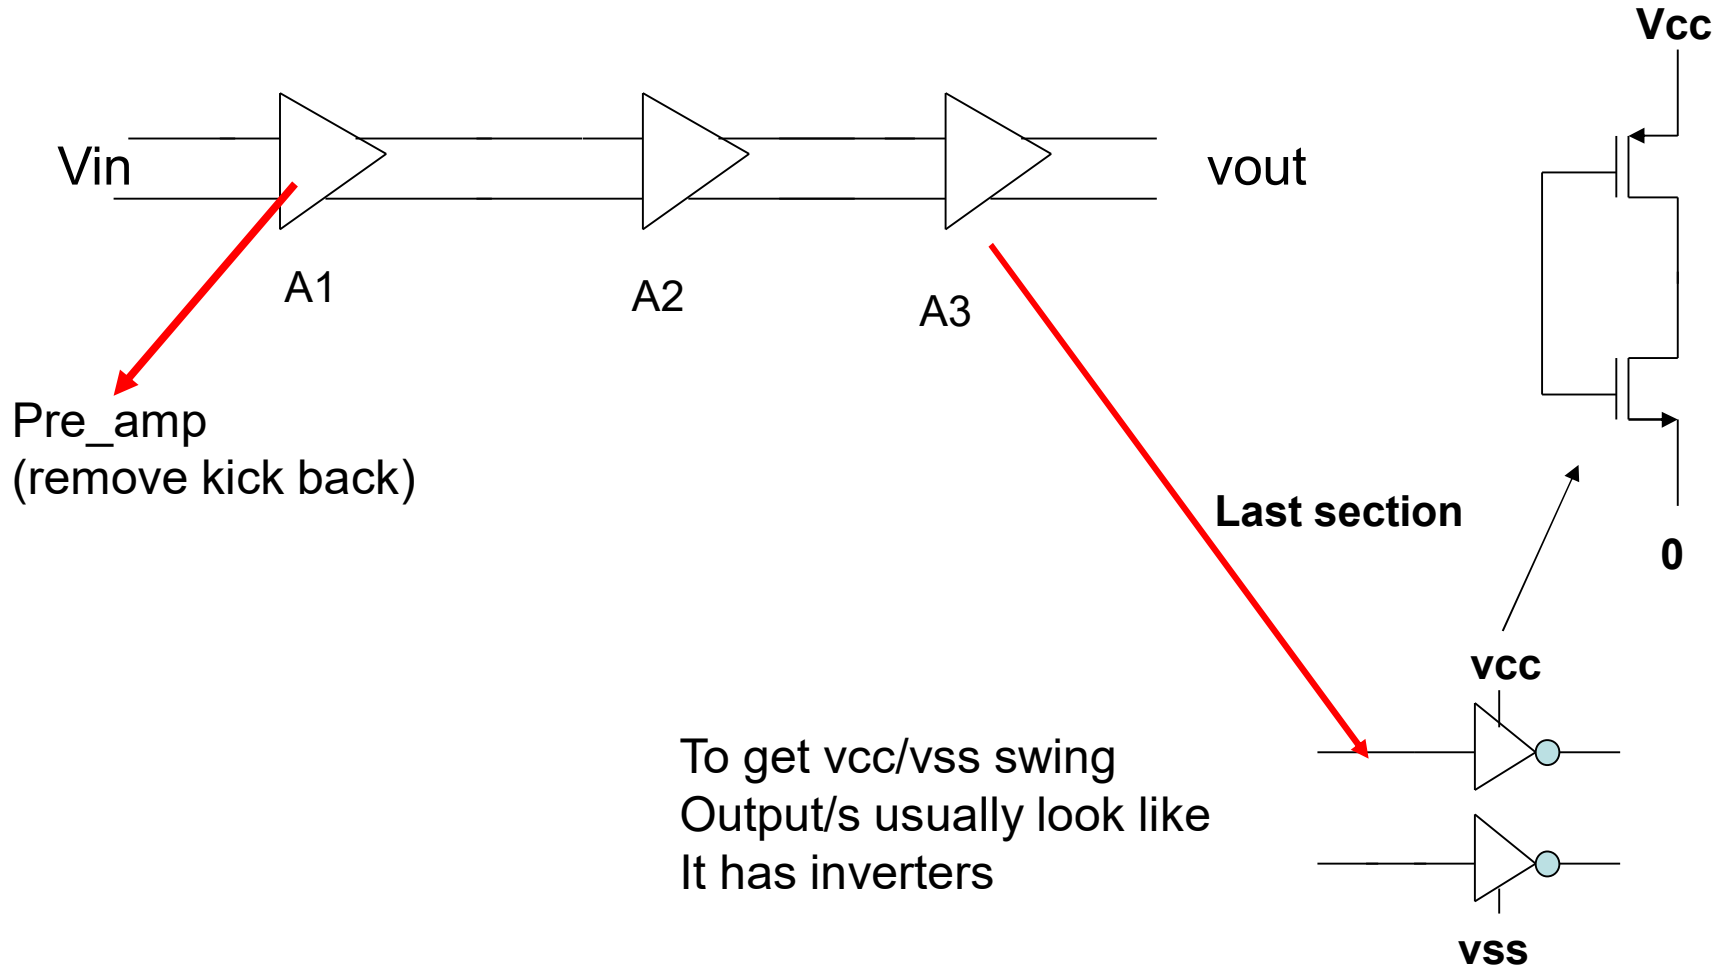 Vcc
Vin
vout
A1
A2
A3
Pre_amp
(remove kick back)
Last section
0
vcc
To get vcc/vss swing
Output/s usually look like
It has inverters
vss